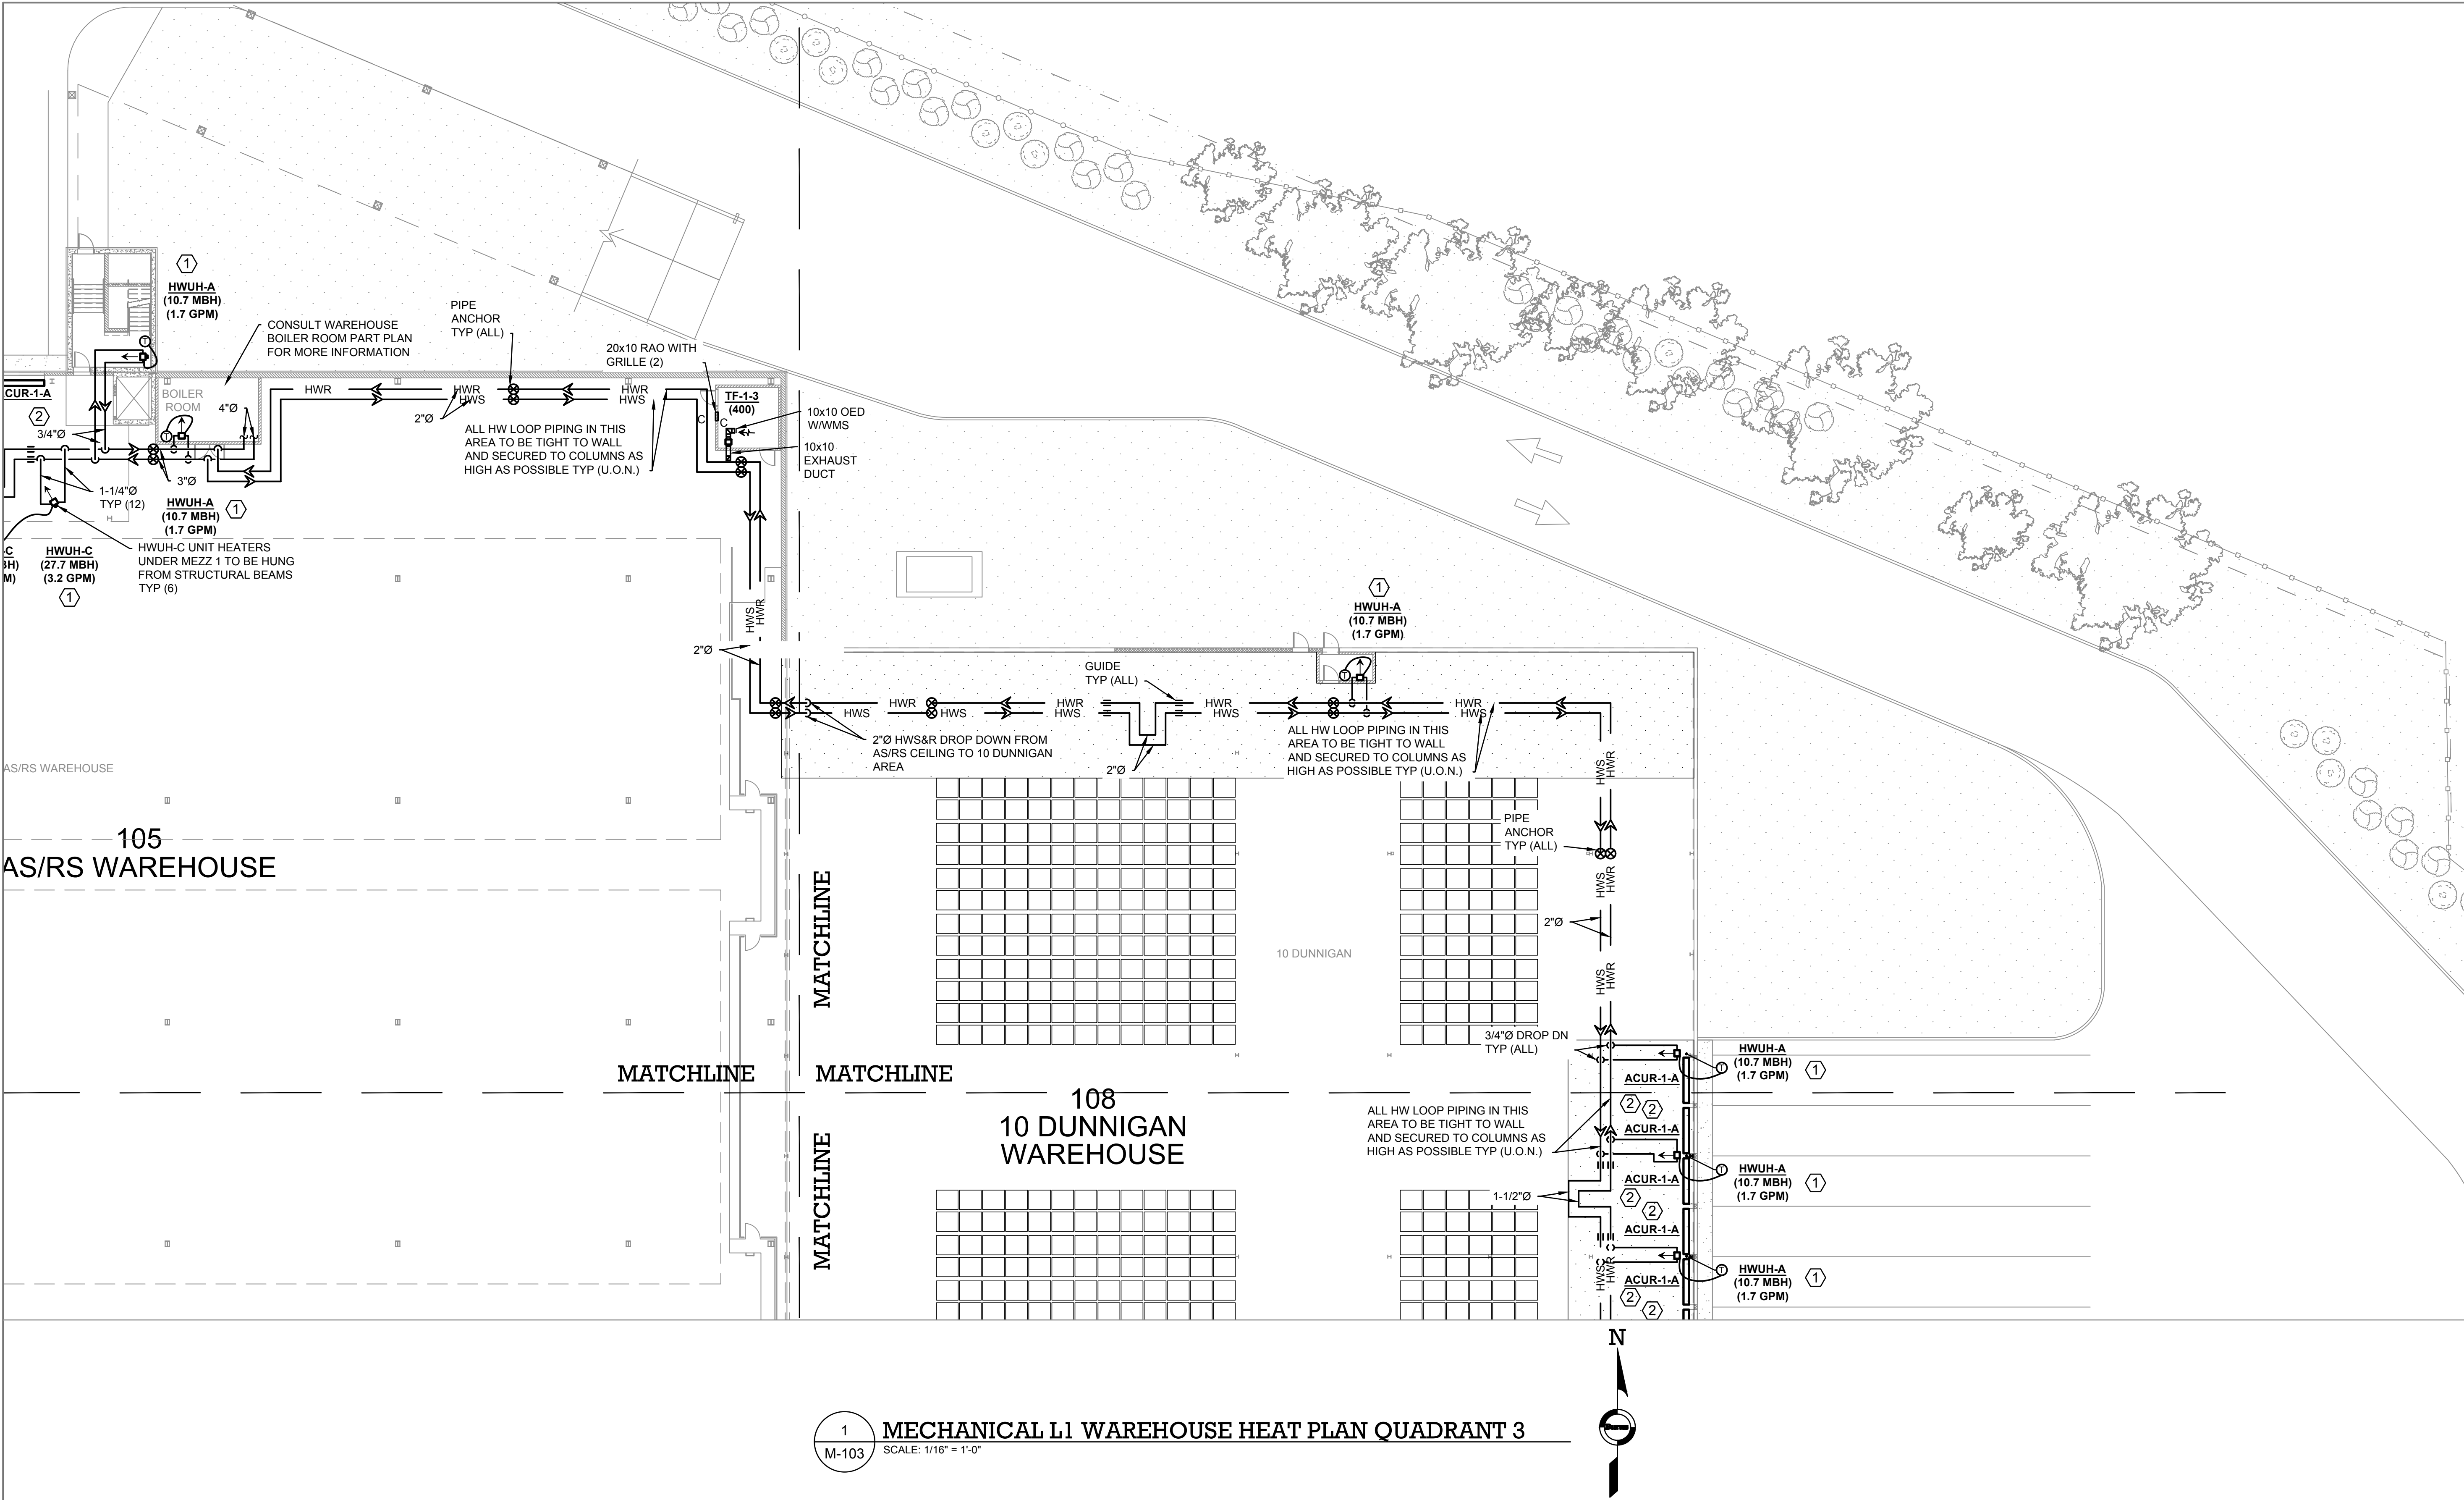 1
HWUH-A
(10.7 MBH)
(1.7 GPM)
T
CONSULT WAREHOUSE
BOILER ROOM PART PLAN
FOR MORE INFORMATION
PIPE
ANCHOR
TYP (ALL)
20x10 RAO WITH
GRILLE (2)
CUR-1-A
2
3/4"Ø
BOILER
ROOM
4"Ø
T
HWR
HWR
HWS
HWR
HWS
2"Ø
ALL HW LOOP PIPING IN THIS
AREA TO BE TIGHT TO WALL
AND SECURED TO COLUMNS AS
HIGH AS POSSIBLE TYP (U.O.N.)
TF-1-3
(400)
C
C
10x10 OED
W/WMS
10x10
EXHAUST
DUCT
3"Ø
1-1/4"Ø
TYP (12)
HWUH-A
(10.7 MBH)
(1.7 GPM)
1
-C
BH)
M)
HWUH-C
(27.7 MBH)
(3.2 GPM)
1
HWUH-C UNIT HEATERS
UNDER MEZZ 1 TO BE HUNG
FROM STRUCTURAL BEAMS
TYP (6)
HWS
HWR
2"Ø
1
HWUH-A
(10.7 MBH)
(1.7 GPM)
T
GUIDE
TYP (ALL)
HWR
HWS
HWS
HWR
HWS
HWR
HWS
HWR
HWS
2"Ø HWS&R DROP DOWN FROM
AS/RS CEILING TO 10 DUNNIGAN
AREA
2"Ø
ALL HW LOOP PIPING IN THIS
AREA TO BE TIGHT TO WALL
AND SECURED TO COLUMNS AS
HIGH AS POSSIBLE TYP (U.O.N.)
HWS
HWR
AS/RS WAREHOUSE
105
AS/RS WAREHOUSE
PIPE
ANCHOR
TYP (ALL)
HWS
HWR
2"Ø
MATCHLINE
10 DUNNIGAN
HWS
HWR
3/4"Ø DROP DN
TYP (ALL)
MATCHLINE
MATCHLINE
108
10 DUNNIGAN
WAREHOUSE
MATCHLINE
HWUH-A
(10.7 MBH)
(1.7 GPM)
T
1
ACUR-1-A
2
2
ALL HW LOOP PIPING IN THIS
AREA TO BE TIGHT TO WALL
AND SECURED TO COLUMNS AS
HIGH AS POSSIBLE TYP (U.O.N.)
ACUR-1-A
HWUH-A
(10.7 MBH)
(1.7 GPM)
T
1
ACUR-1-A
2
2
1-1/2"Ø
ACUR-1-A
HWS
HWR
HWUH-A
(10.7 MBH)
(1.7 GPM)
T
1
ACUR-1-A
2
2
N
1
M-103
MECHANICAL L1 WAREHOUSE HEAT PLAN QUADRANT 3
SCALE: 1/16" = 1'-0"